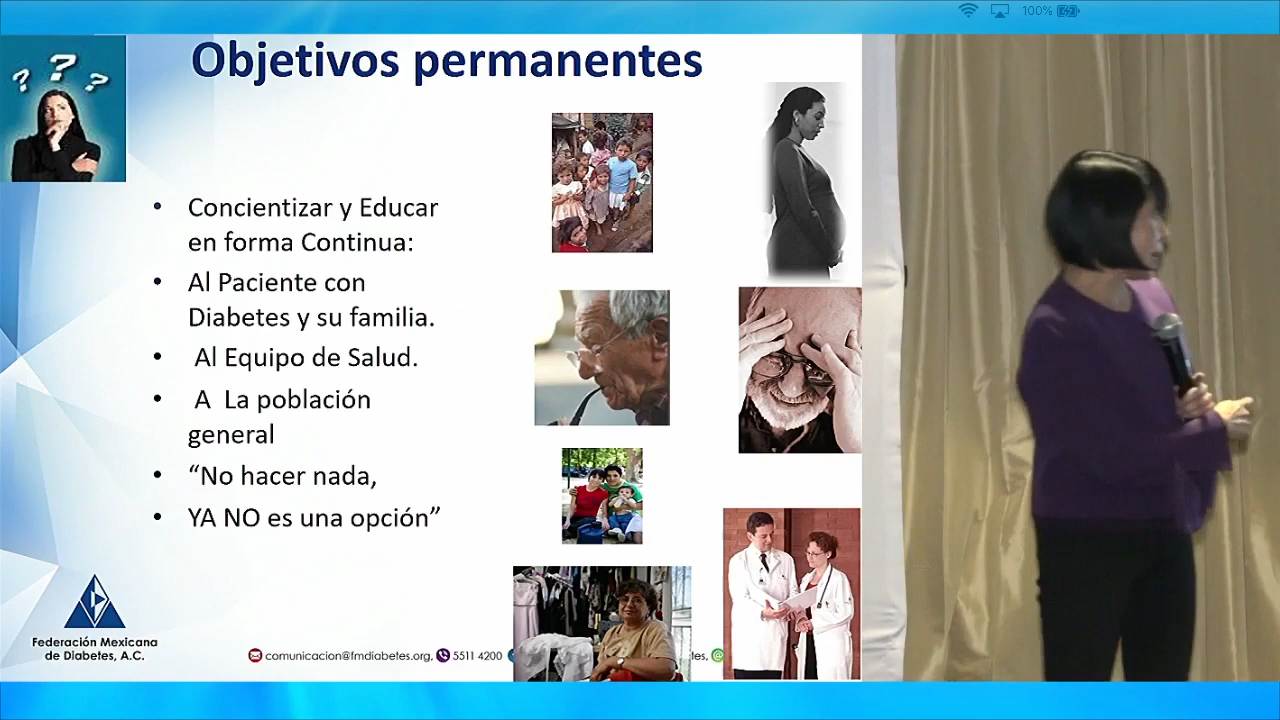 100%
Objetivos permanentes
? ? ?
• Concientizar y Educar
en forma Continua:
• Al Paciente con
Diabetes y su familia.
• Al Equipo de Salud.
• A La población
general
• “No hacer nada,
• YA NO es una opción”
Federación Mexicana
de Diabetes, A.C.
comunicacion@fmdiabetes.org, 5511 4200